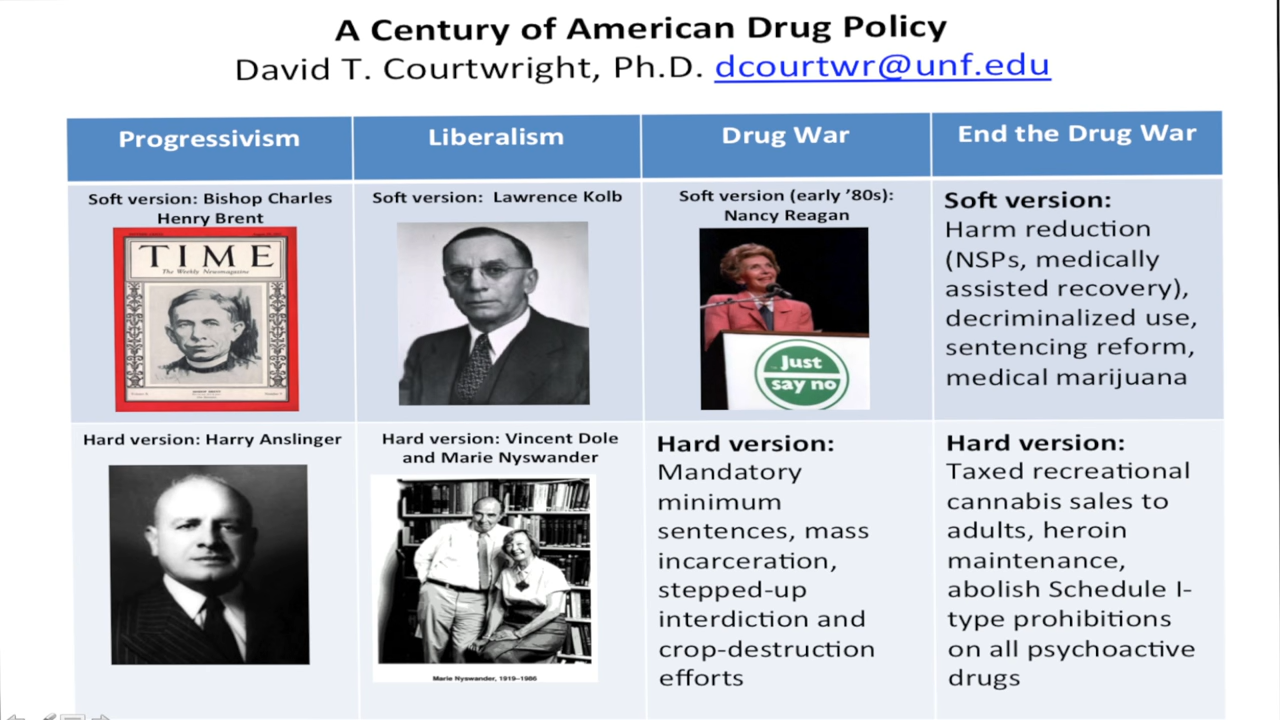 A Century of American Drug Policy
David T. Courtwright, Ph.D. dcourtwr@unf.edu
Progressivism
Liberalism
Drug War
End the Drug War
Soft version: Bishop Charles
Henry Brent
TIME
The Weekly Newsmagazine
Soft version:  Lawrence Kolb
Soft version (early ’80s):
Nancy Reagan
Just
say no
Soft version:
Harm reduction
(NSPs, medically
assisted recovery),
decriminalized use,
sentencing reform,
medical marijuana
Hard version: Harry Anslinger
Hard version: Vincent Dole
and Marie Nyswander
Marie Nyswander, 1919–1986
Hard version:
Mandatory
minimum
sentences, mass
incarceration,
stepped-up
interdiction and
crop-destruction
efforts
Hard version:
Taxed recreational
cannabis sales to
adults, heroin
maintenance,
abolish Schedule I-
type prohibitions
on all psychoactive
drugs